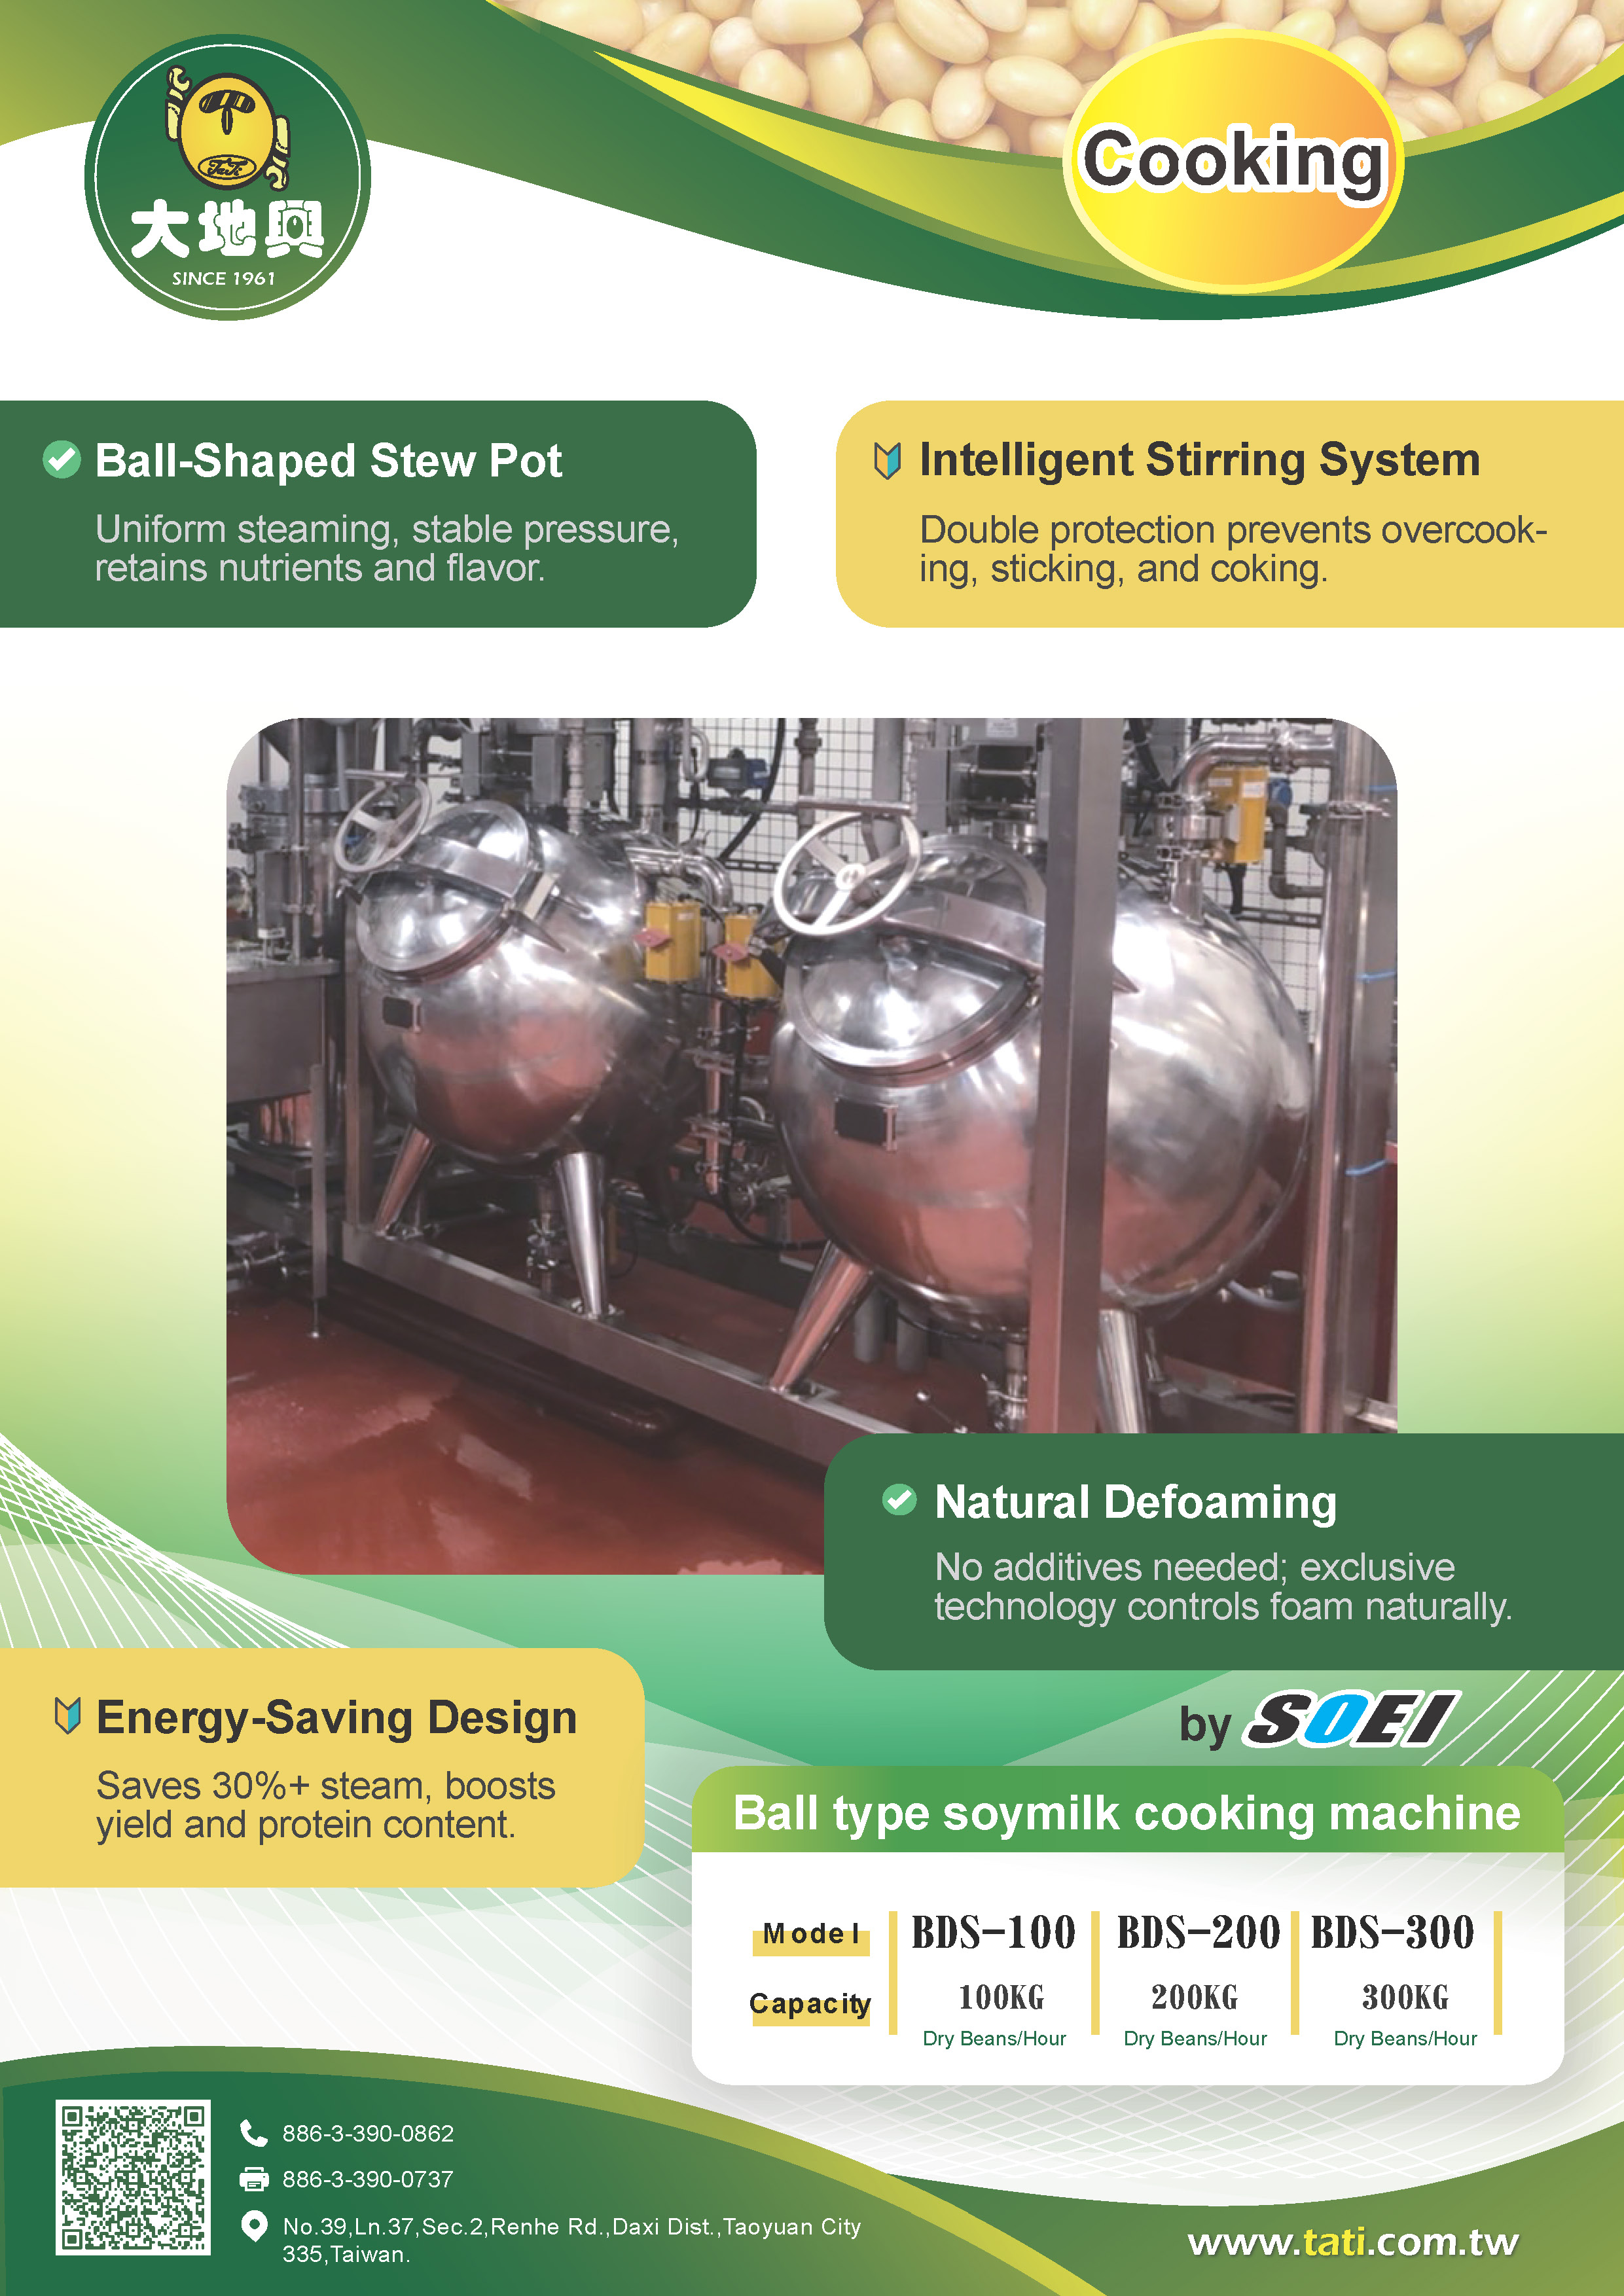 TaTi
大地興
SINCE 1961
Cooking
Ball-Shaped Stew Pot
Uniform steaming, stable pressure,
retains nutrients and flavor.
Intelligent Stirring System
Double protection prevents overcook-
ing, sticking, and coking.
Natural Defoaming
No additives needed; exclusive
technology controls foam naturally.
Energy-Saving Design
Saves 30%+ steam, boosts
yield and protein content.
by SOEI
Ball type soymilk cooking machine
Model BDS-100 BDS-200 BDS-300
Capacity 100KG 200KG 300KG
Dry Beans/Hour Dry Beans/Hour Dry Beans/Hour
886-3-390-0862
886-3-390-0737
No.39,Ln.37,Sec.2,Renhe Rd.,Daxi Dist.,Taoyuan City
335,Taiwan.
www.tati.com.tw